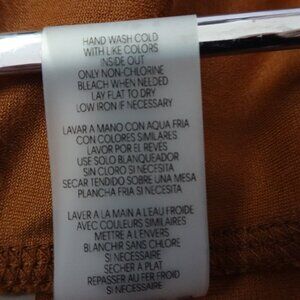 HAND WASH COLD
WITH LIKE COLORS
INSIDE OUT
ONLY NON-CHLORINE
BLEACH WHEN NEEDED
LAY FLAT TO DRY
LOW IRON IF NECESSARY
LAVAR A MANO CON AQUA FRIA
CON COLORES SIMILARES
LAVOR POR EL REVES
USE SOLO BLANQUEADOR
SIN CLORO SI NECESITA
SECAR TENDIDO SOBRE UNA MESA
PLANCHA FRIA SI NECESITA
LAVER A LA MAIN A L'EAU FROIDE
AVEC COULEURS SIMILAIRES
METTRE A L'ENVERS
BLANCHIR SANS CHLORE
SI NECESSAIRE
SECHER A PLAT
REPASSER AU FER FROID
SI NECESSAIRE